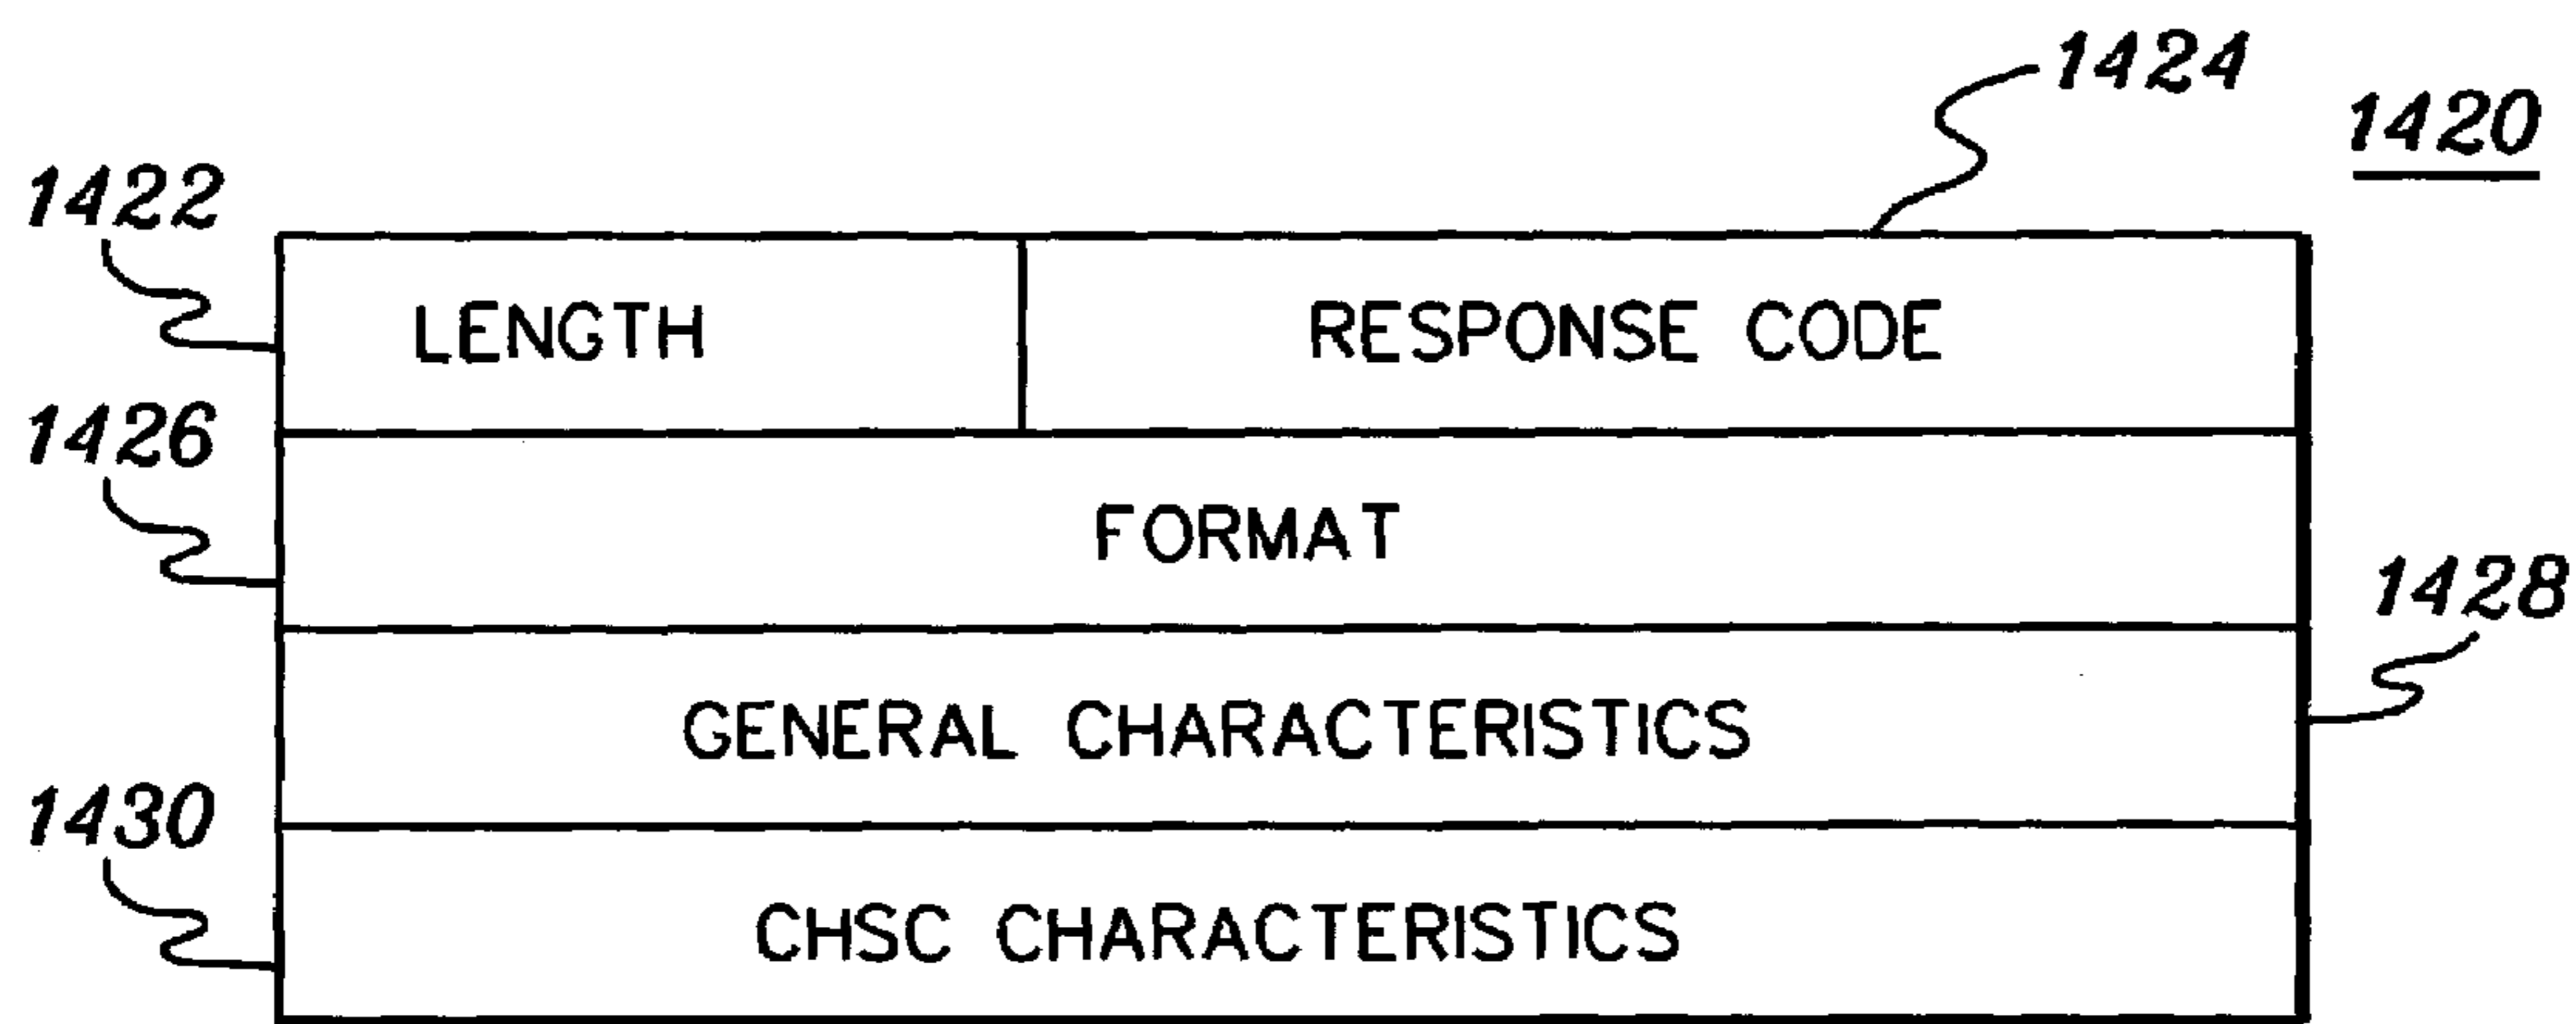 1424
1420
1422
LENGTH RESPONSE CODE
1426
FORMAT
1428
GENERAL CHARACTERISTICS
1430
CHSC CHARACTERISTICS